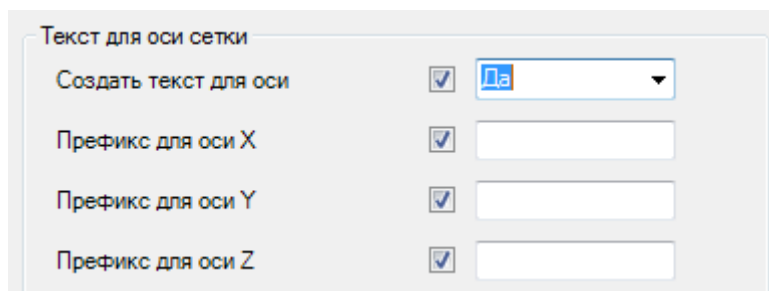 Текст для оси сетки
Создать текст для оси Да
Префикс для оси X
Префикс для оси Y
Префикс для оси Z